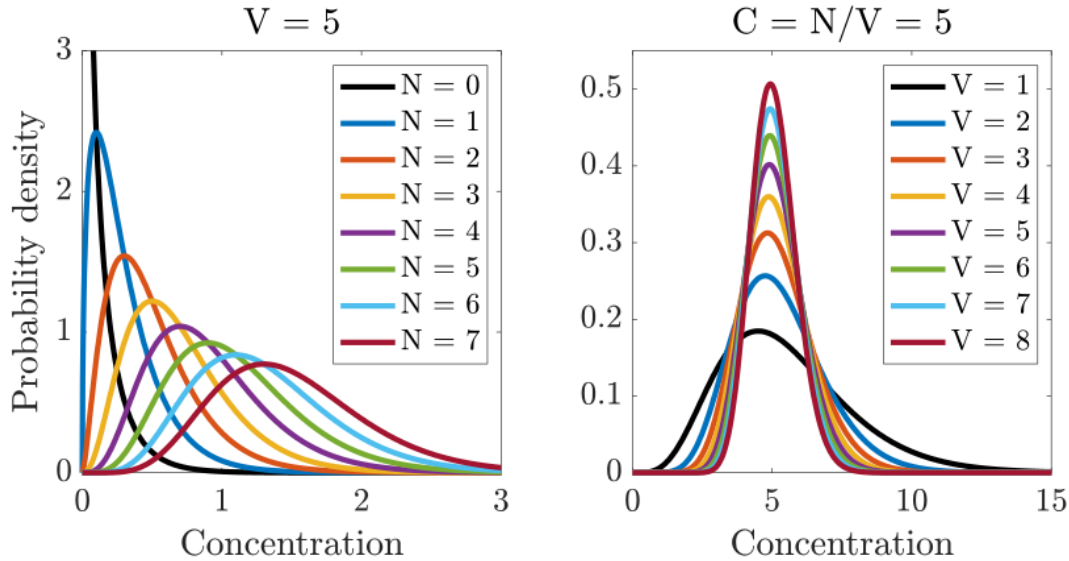 V = 5
Probability density
3
2
1
0
0
1
2
3
Concentration
N = 0
N = 1
N = 2
N = 3
N = 4
N = 5
N = 6
N = 7
C = N/V = 5
0.5
0.4
0.3
0.2
0.1
0
0
5
10
15
Concentration
V = 1
V = 2
V = 3
V = 4
V = 5
V = 6
V = 7
V = 8